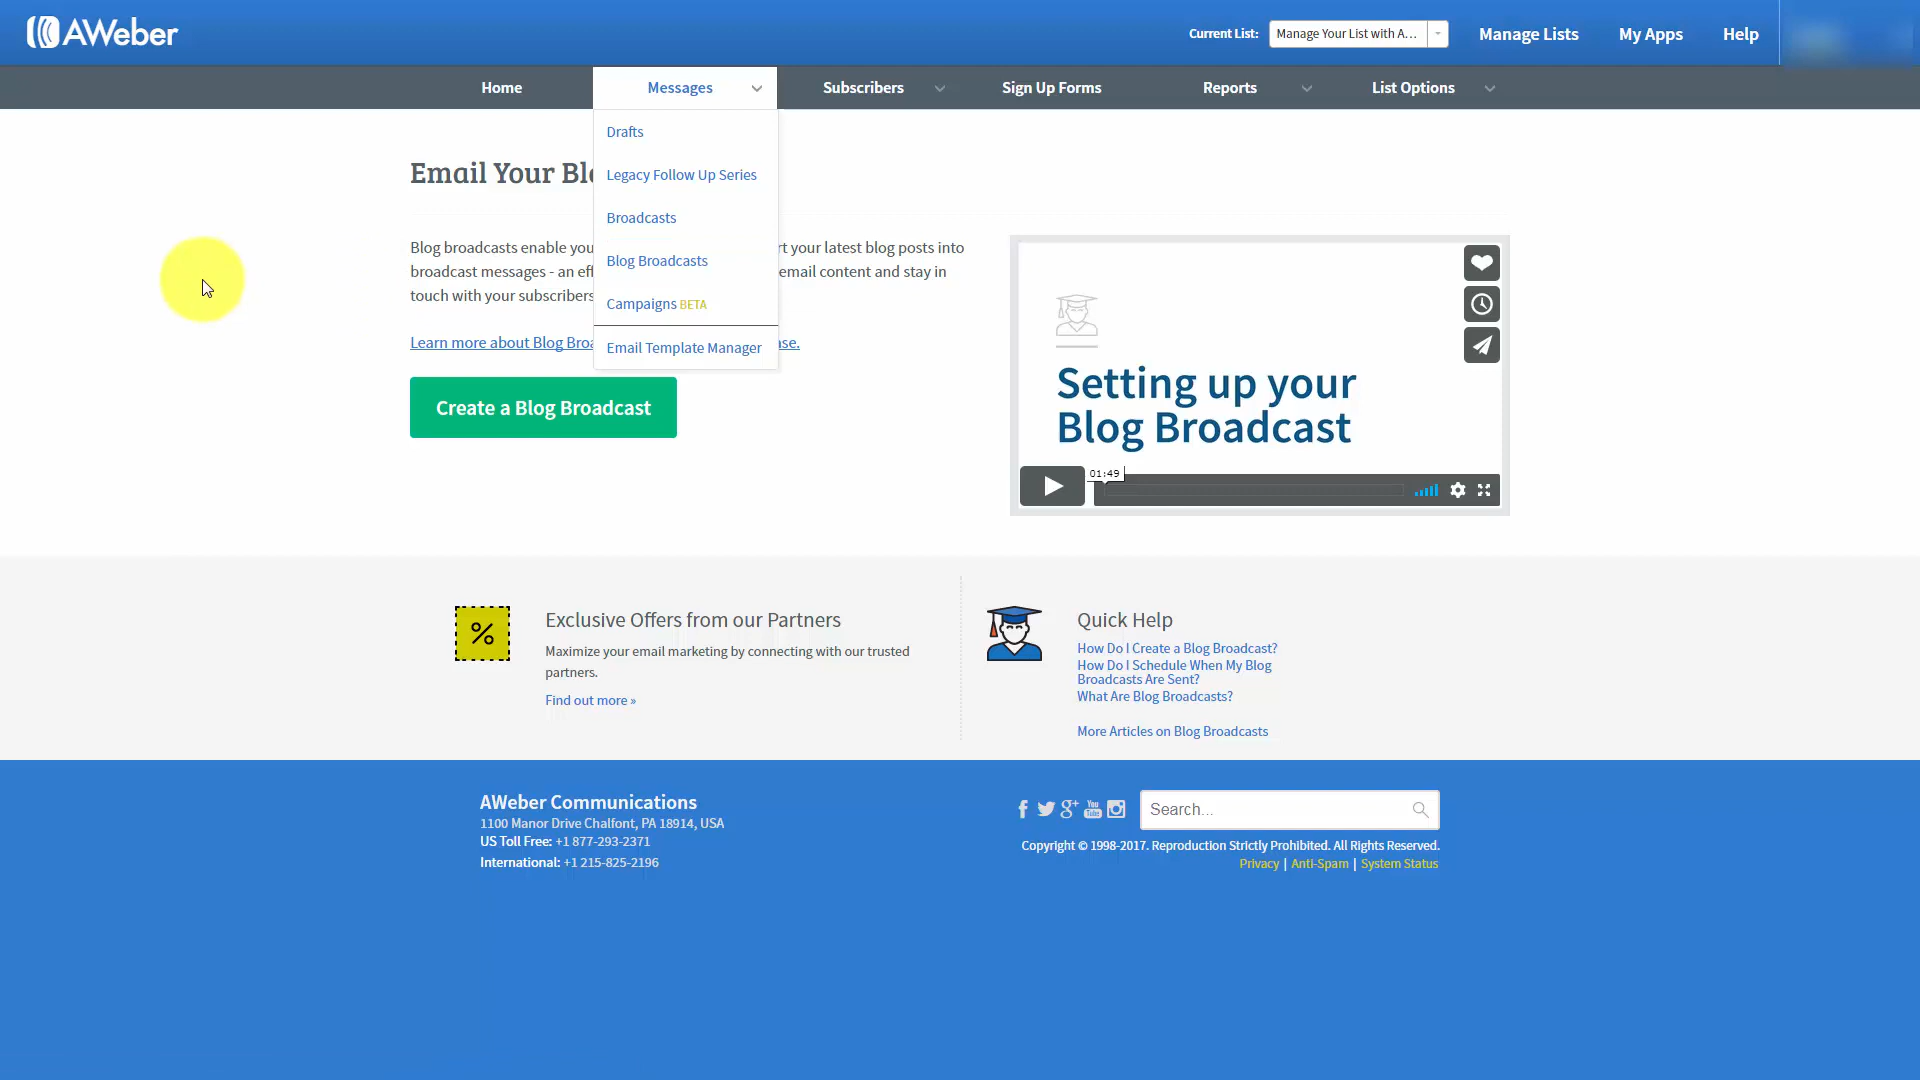 AWeber
Current List: Manage Your List with A... Manage Lists My Apps Help
Home Messages Subscribers Sign Up Forms Reports List Options
Drafts
Legacy Follow Up Series
Broadcasts
Blog Broadcasts
Campaigns BETA
Email Template Manager
Email Your
Blog broadcasts enable you your latest blog posts into
broadcast messages - an email content and stay in
touch with your subscribers
Learn more about Blog
Create a Blog Broadcast
Setting up your
Blog Broadcast
01:49
Exclusive Offers from our Partners
Maximize your email marketing by connecting with our trusted
partners.
Find out more »
Quick Help
How Do I Create a Blog Broadcast?
How Do I Schedule When My Blog
Broadcasts Are Sent?
What Are Blog Broadcasts?
More Articles on Blog Broadcasts
AWeber Communications
1100 Manor Drive Chalfont, PA 18914, USA
US Toll Free: +1 877-293-2371
International: +1 215-825-2196
Search...
Copyright © 1998-2017. Reproduction Strictly Prohibited. All Rights Reserved.
Privacy | Anti-Spam | System Status